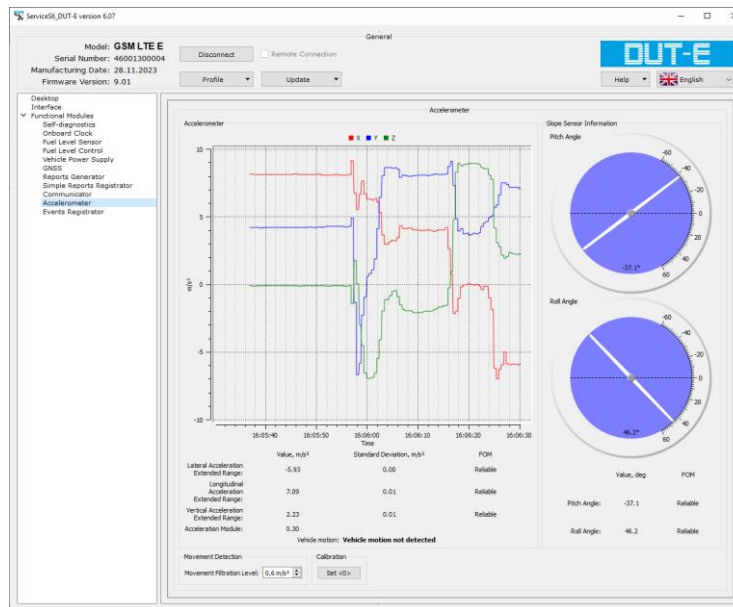 ServiceS6_DUT-E version 6.07
General
Model: GSM LTE E
Serial Number: 46001300004
Manufacturing Date: 28.11.2023
Firmware Version: 9.01
Disconnect
Remote Connection
Profile
Update
DUT-E
Help
English
Desktop
Interface
Functional Modules
Self-diagnostics
Onboard Clock
Fuel Level Sensor
Fuel Level Control
Vehicle Power Supply
GNSS
Reports Generator
Simple Reports Registrator
Communicator
Accelerometer
Events Registrator
Accelerometer
Accelerometer
X Y Z
10
5
0
-5
-10
m/s²
16:05:40 16:05:50 16:06:00 16:06:10 16:06:20 16:06:30
Time
Value, m/s² Standard Deviation, m/s² FOM
Lateral Acceleration
Extended Range: -5.93 0.00 Reliable
Longitudinal
Acceleration
Extended Range: 7.09 0.01 Reliable
Vertical Acceleration
Extended Range: 2.23 0.01 Reliable
Acceleration Module: 0.30
Vehicle motion: Vehicle motion not detected
Movement Detection
Movement Filtration Level: 0,6 m/s²
Calibration
Set <0>
Slope Sensor Information
Pitch Angle
-60
-40
-20
0
20
40
60
-37.1°
Roll Angle
-60
-40
-20
0
20
40
60
46.2°
Value, deg FOM
Pitch Angle: -37.1 Reliable
Roll Angle: 46.2 Reliable